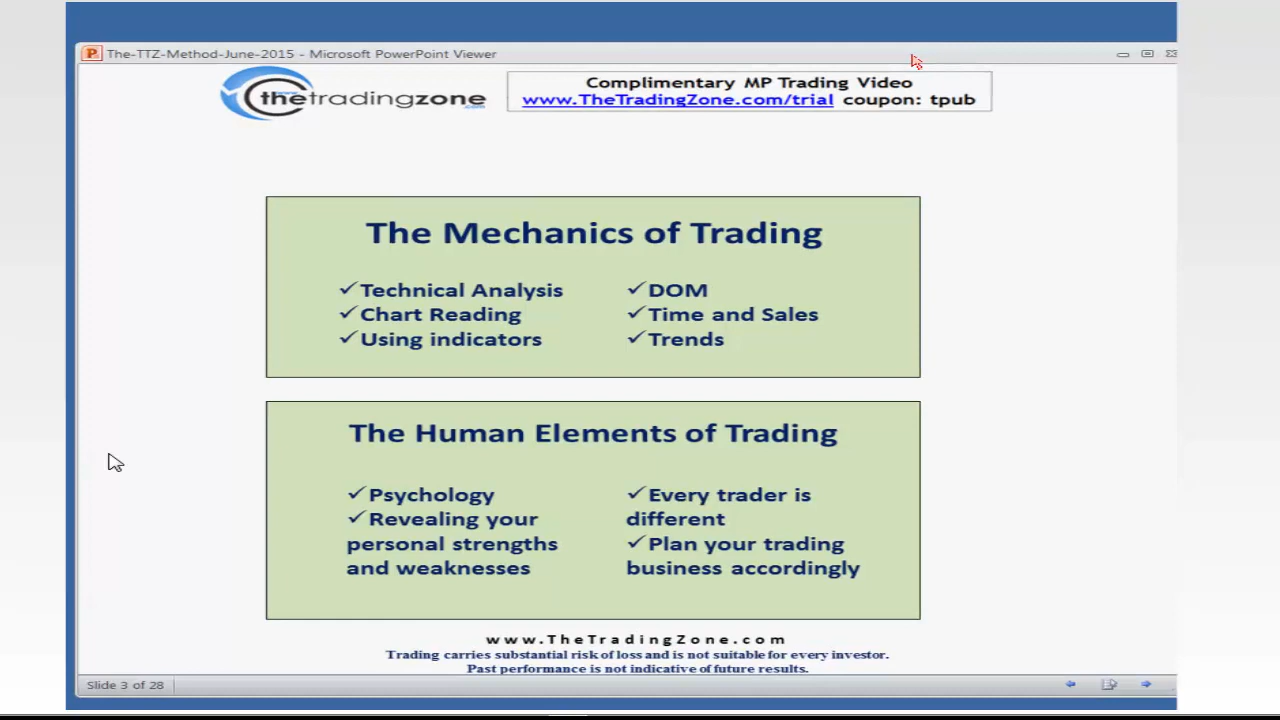 The-TTZ-Method-June-2015 - Microsoft PowerPoint Viewer
thetradingzone
.com
Complimentary MP Trading Video
www.TheTradingZone.com/trial coupon: tpub
The Mechanics of Trading
✓Technical Analysis
✓Chart Reading
✓Using indicators
✓DOM
✓Time and Sales
✓Trends
The Human Elements of Trading
✓Psychology
✓Revealing your
personal strengths
and weaknesses
✓Every trader is
different
✓Plan your trading
business accordingly
www.TheTradingZone.com
Trading carries substantial risk of loss and is not suitable for every investor.
Past performance is not indicative of future results.
Slide 3 of 28